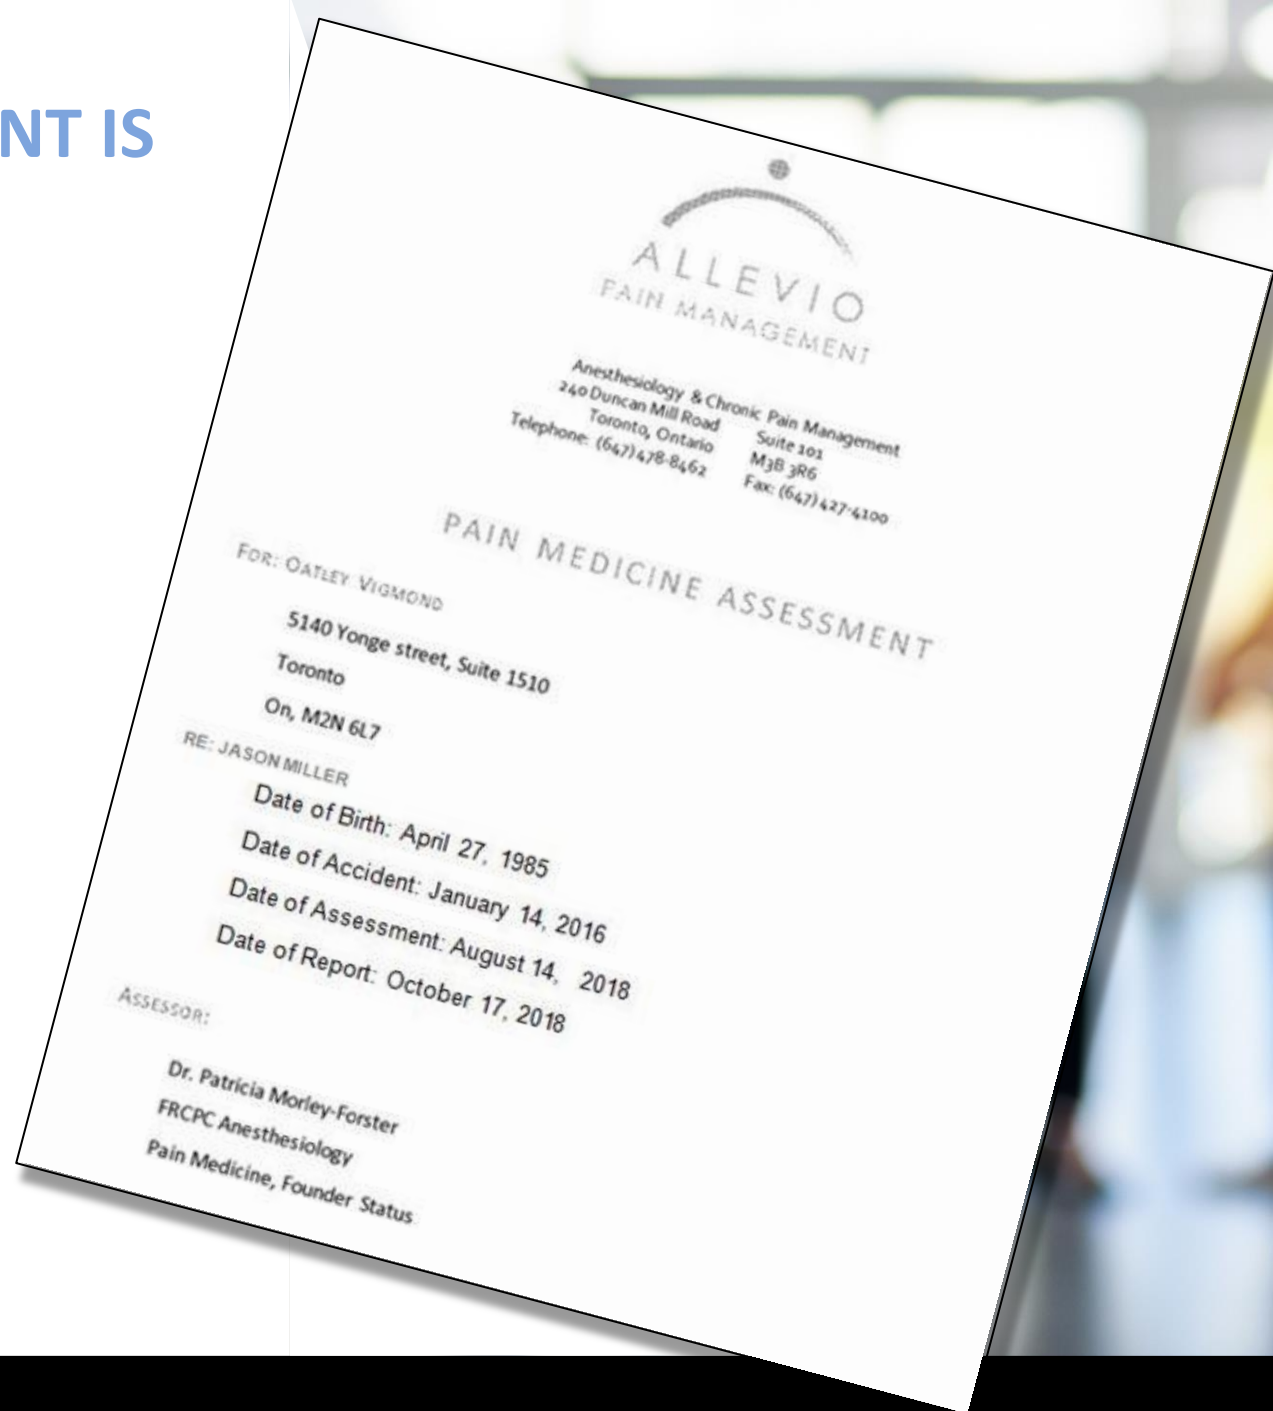 NT IS
ALLEVIO
PAIN MANAGEMENT
Anesthesiology & Chronic Pain Management
240 Duncan Mill Road Suite 101
Toronto, Ontario M3B 3R6
Telephone: (647) 478-8462 Fax: (647) 427-4100
PAIN MEDICINE ASSESSMENT
FOR: OATLEY VIGMOND
5140 Yonge street, Suite 1510
Toronto
On, M2N 6L7
RE: JASON MILLER
Date of Birth: April 27, 1985
Date of Accident: January 14, 2016
Date of Assessment: August 14, 2018
Date of Report: October 17, 2018
ASSESSOR:
Dr. Patricia Morley-Forster
FRCPC Anesthesiology
Pain Medicine, Founder Status